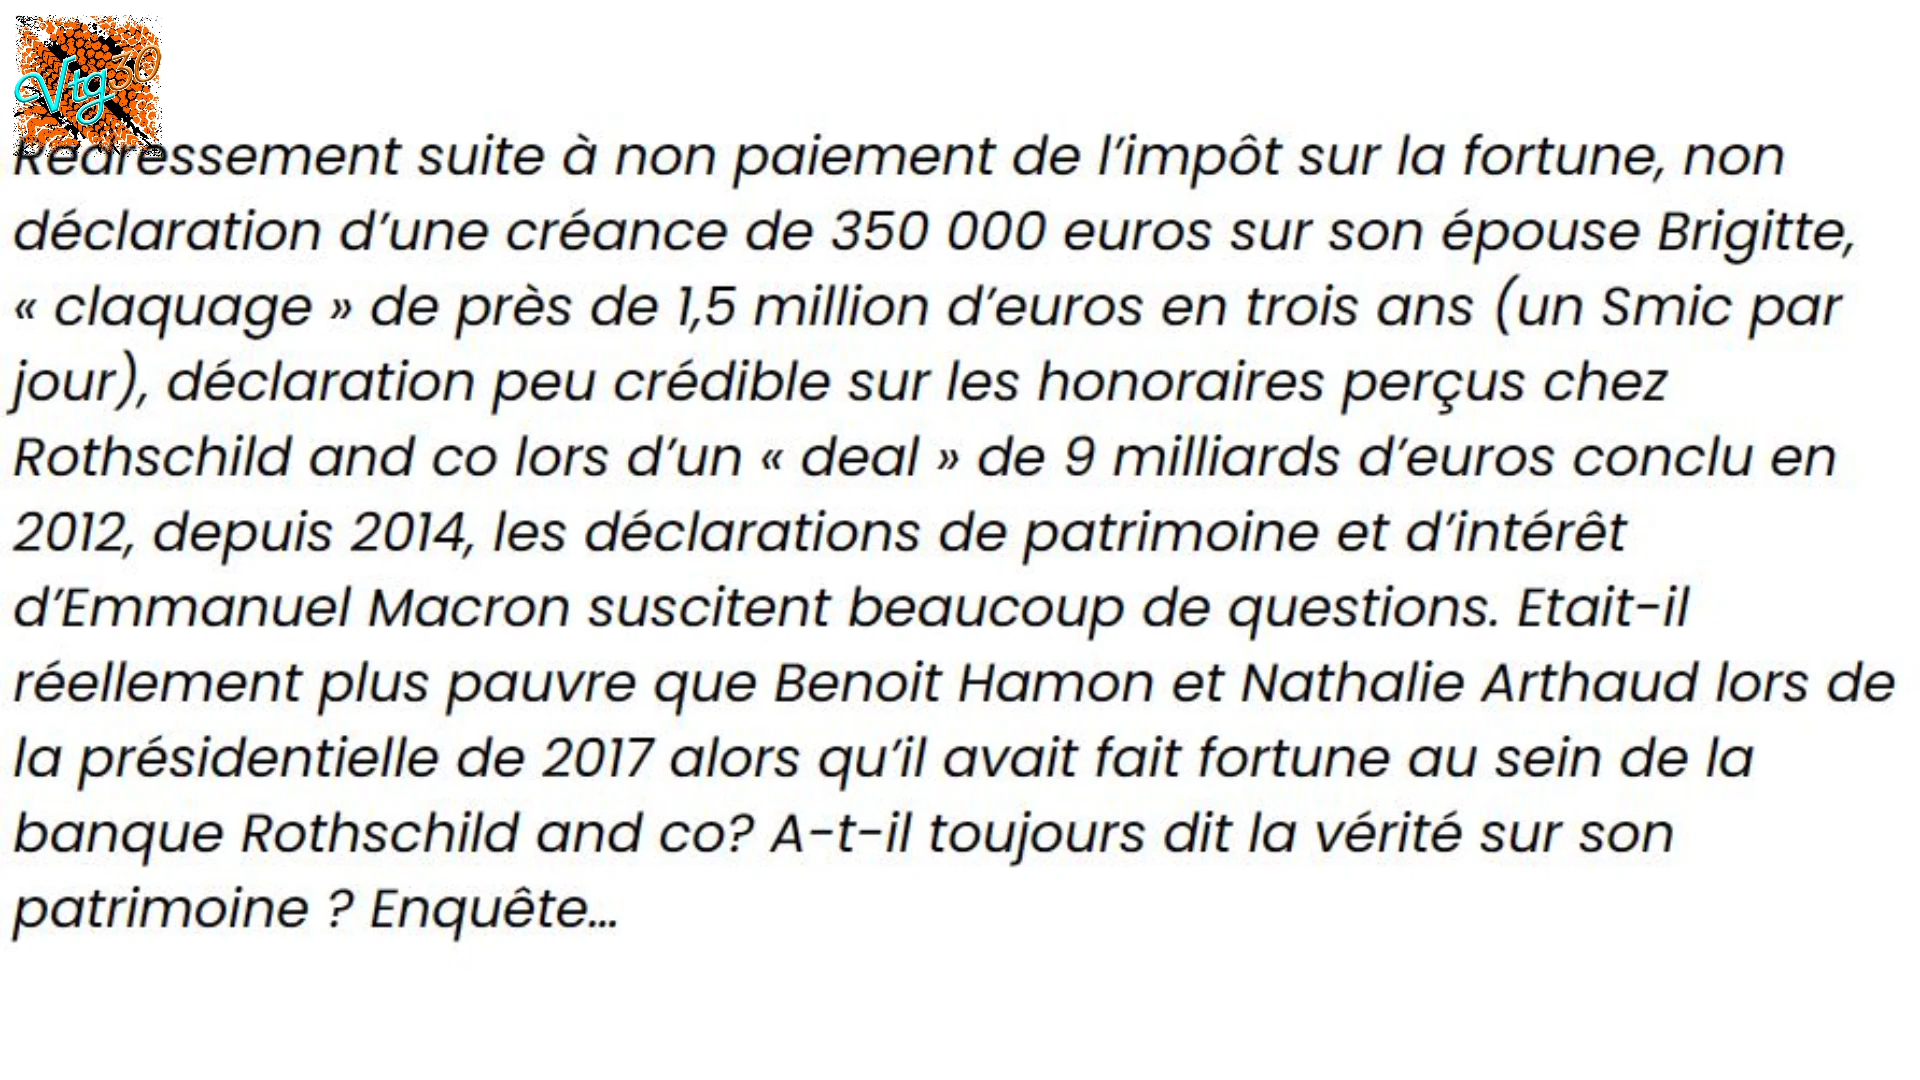 Vtg30
Redressement suite à non paiement de l’impôt sur la fortune, non
déclaration d’une créance de 350 000 euros sur son épouse Brigitte,
« claquage » de près de 1,5 million d’euros en trois ans (un Smic par
jour), déclaration peu crédible sur les honoraires perçus chez
Rothschild and co lors d’un « deal » de 9 milliards d’euros conclu en
2012, depuis 2014, les déclarations de patrimoine et d’intérêt
d’Emmanuel Macron suscitent beaucoup de questions. Etait-il
réellement plus pauvre que Benoit Hamon et Nathalie Arthaud lors de
la présidentielle de 2017 alors qu’il avait fait fortune au sein de la
banque Rothschild and co? A-t-il toujours dit la vérité sur son
patrimoine ? Enquête…